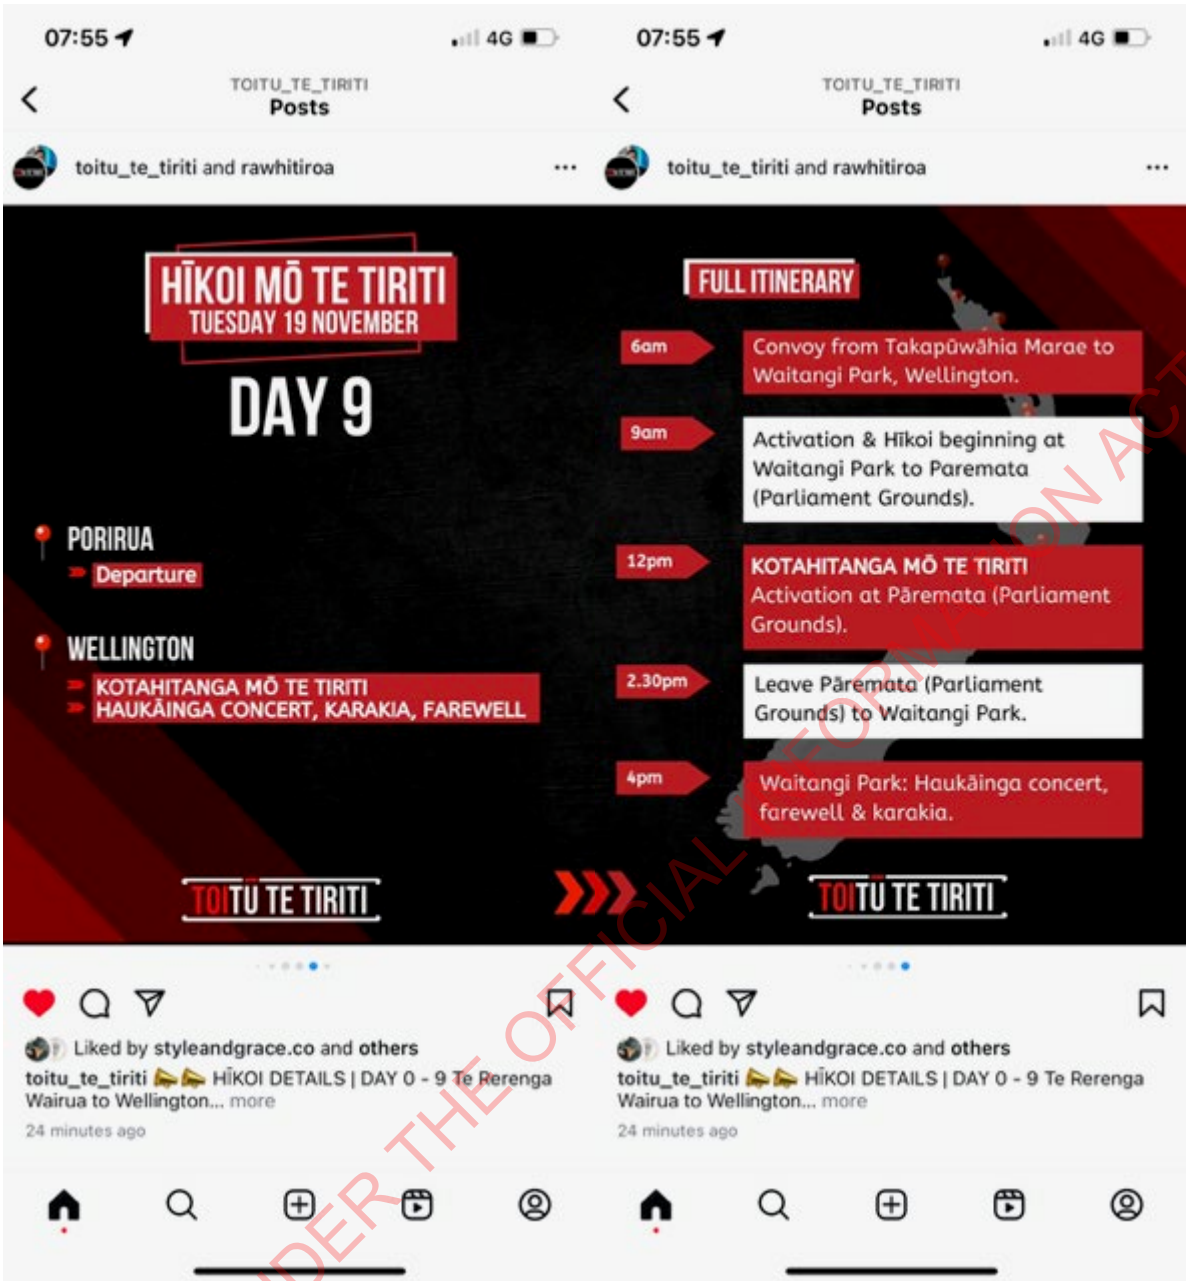 07:55
4G
TOITU_TE_TIRITI
Posts
toitu_te_tiriti and rawhitiroa
HĪKOI MŌ TE TIRITI
TUESDAY 19 NOVEMBER
DAY 9
PORIRUA
Departure
WELLINGTON
KOTAHITANGA MŌ TE TIRITI
HAUKĀINGA CONCERT, KARAKIA, FAREWELL
TOITŪ TE TIRITI
Liked by styleandgrace.co and others
toitu_te_tiriti HĪKOI DETAILS | DAY 0 - 9 Te Rerenga
Wairua to Wellington... more
24 minutes ago
07:55
4G
TOITU_TE_TIRITI
Posts
toitu_te_tiriti and rawhitiroa
FULL ITINERARY
6am
Convoy from Takapūwāhia Marae to
Waitangi Park, Wellington.
9am
Activation & Hīkoi beginning at
Waitangi Park to Paremata
(Parliament Grounds).
12pm
KOTAHITANGA MŌ TE TIRITI
Activation at Pāremata (Parliament
Grounds).
2.30pm
Leave Pāremata (Parliament
Grounds) to Waitangi Park.
4pm
Waitangi Park: Haukāinga concert,
farewell & karakia.
TOITŪ TE TIRITI
Liked by styleandgrace.co and others
toitu_te_tiriti HĪKOI DETAILS | DAY 0 - 9 Te Rerenga
Wairua to Wellington... more
24 minutes ago
UNDER THE OFFICIAL INFORMATION ACT